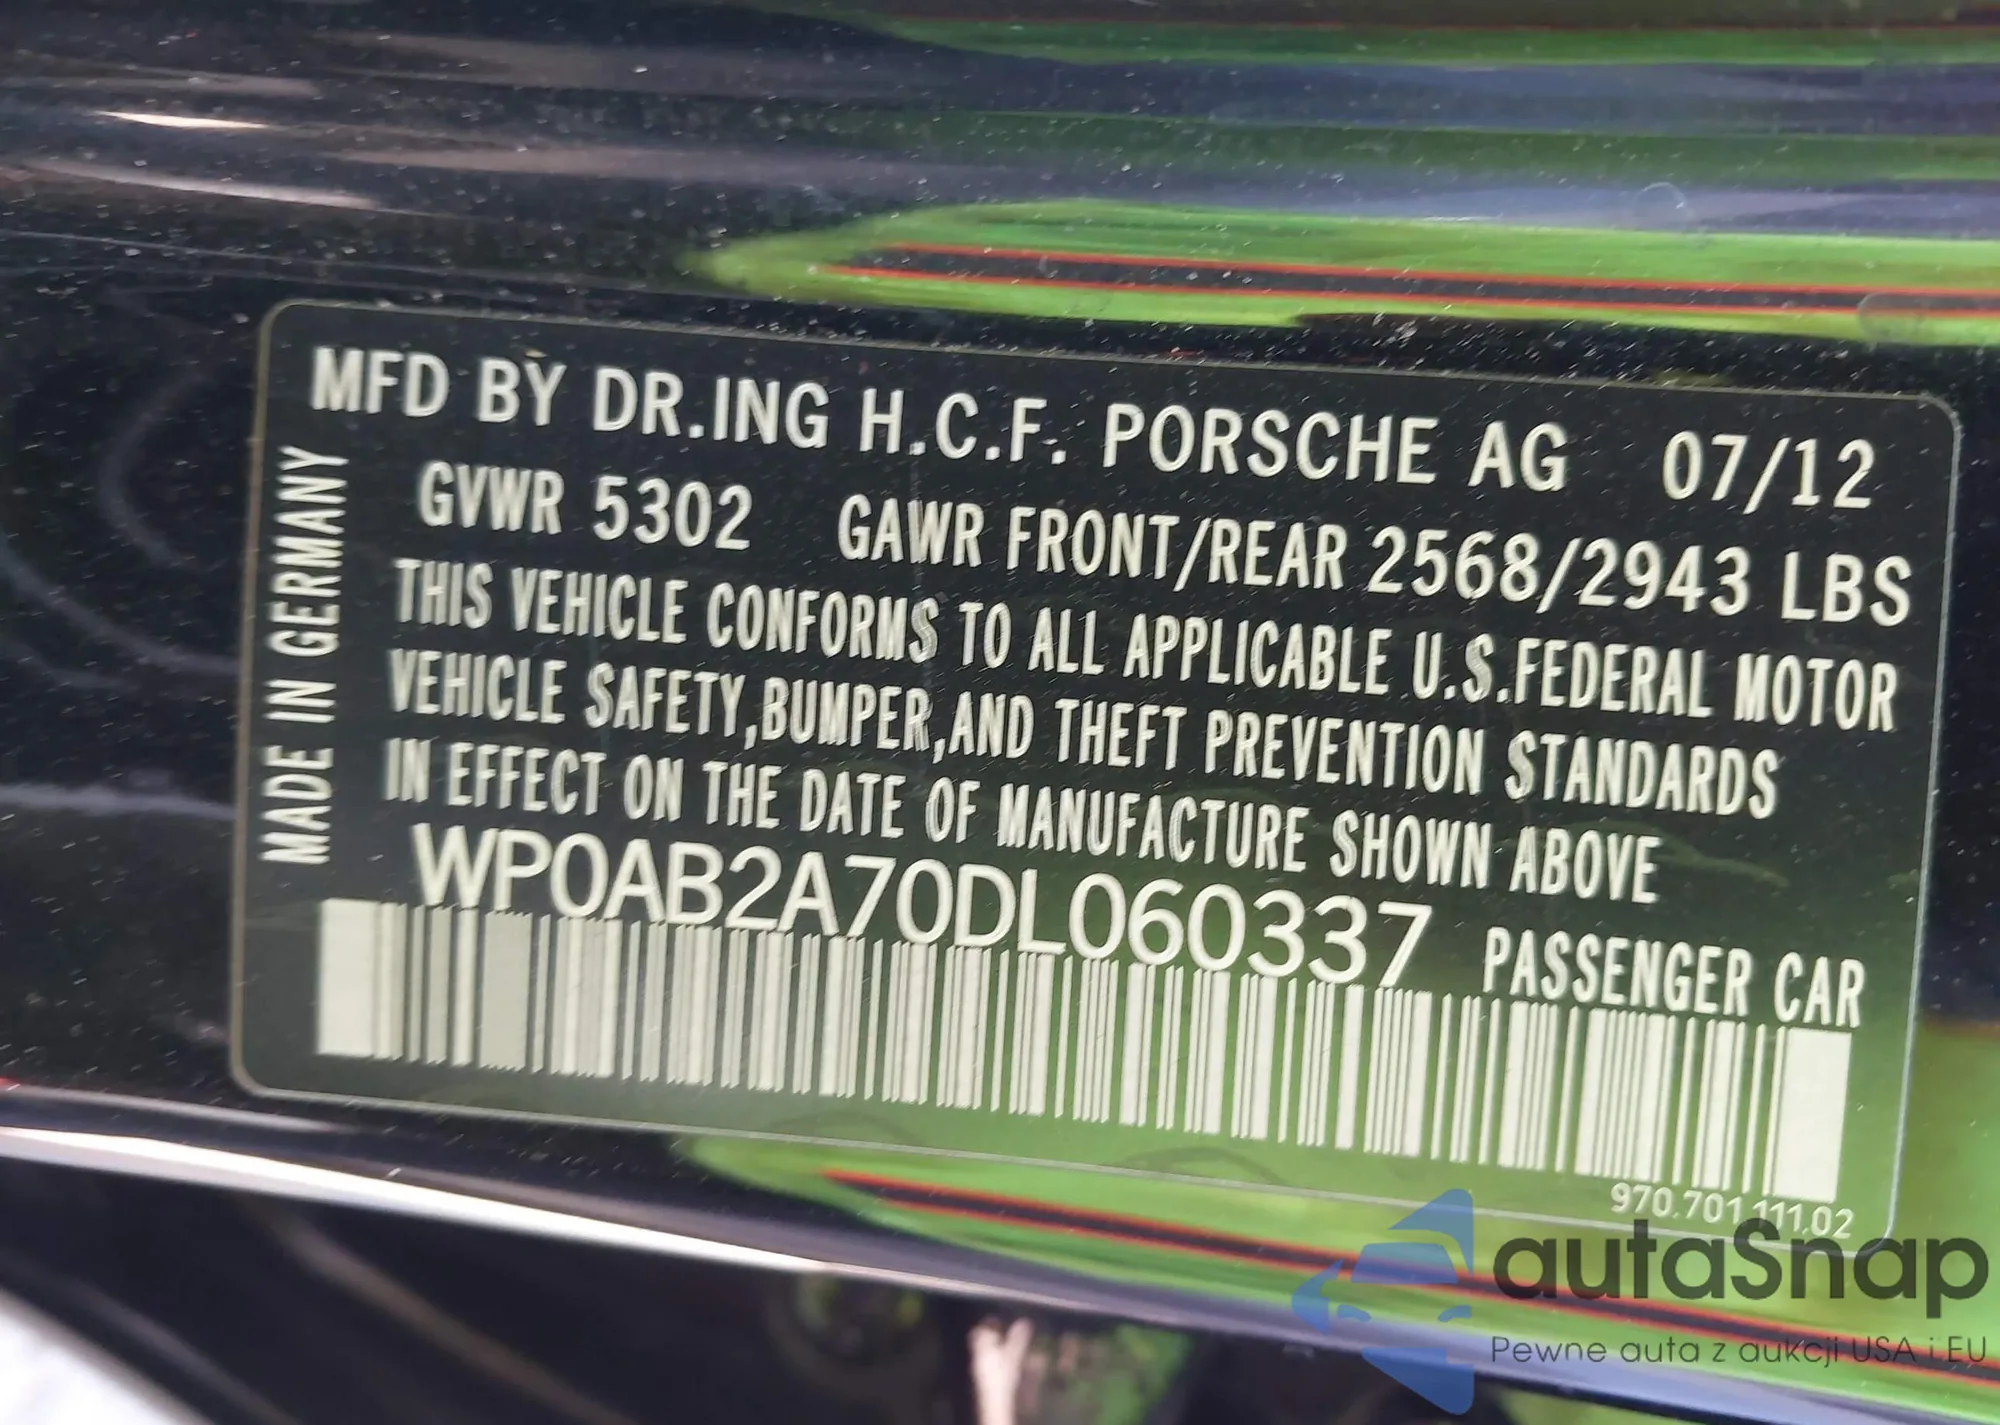 MFD BY DR.ING H.C.F. PORSCHE AG 07/12
GVWR 5302 GAWR FRONT/REAR 2568/2943 LBS
THIS VEHICLE CONFORMS TO ALL APPLICABLE U.S.FEDERAL MOTOR
VEHICLE SAFETY,BUMPER,AND THEFT PREVENTION STANDARDS
IN EFFECT ON THE DATE OF MANUFACTURE SHOWN ABOVE
WP0AB2A70DL060337 PASSENGER CAR
MADE IN GERMANY
970.701.111.02
autaSnap
Pewne auta z aukcji USA i EU